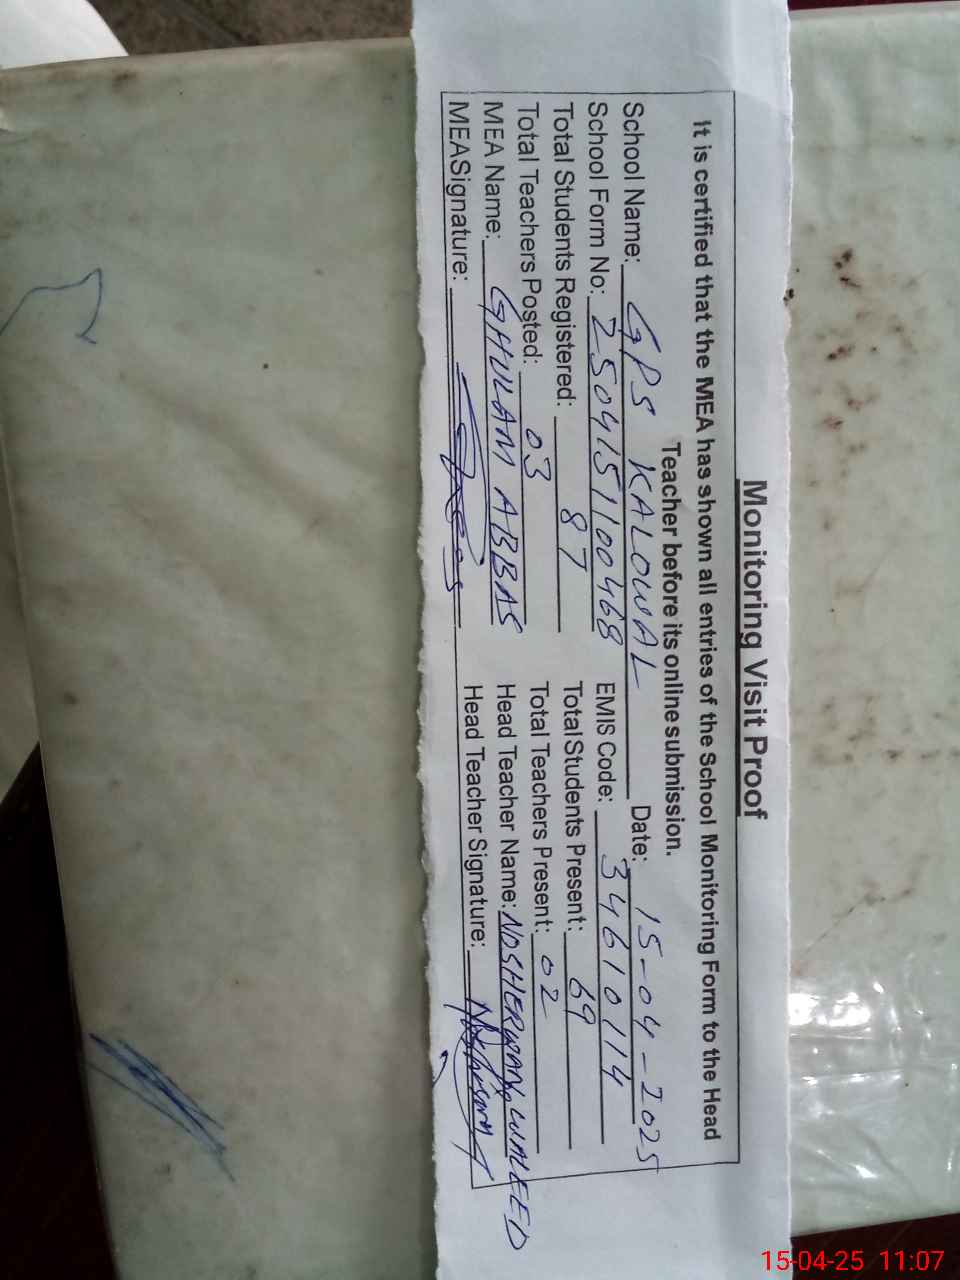 Monitoring Visit Proof
It is certified that the MEA has shown all entries of the School Monitoring Form to the Head
Teacher before its online submission.
School Name: GPS KALOWAL Date: 15-04-2025
School Form No: 250415100468 EMIS Code: 34610114
Total Students Registered: 87 Total Students Present: 69
Total Teachers Posted: 03 Total Teachers Present: 02
MEA Name: GHULAM ABBAS Head Teacher Name: NOSHERWAN WALEED
MEASignature: Head Teacher Signature:
15-04-25 11:07